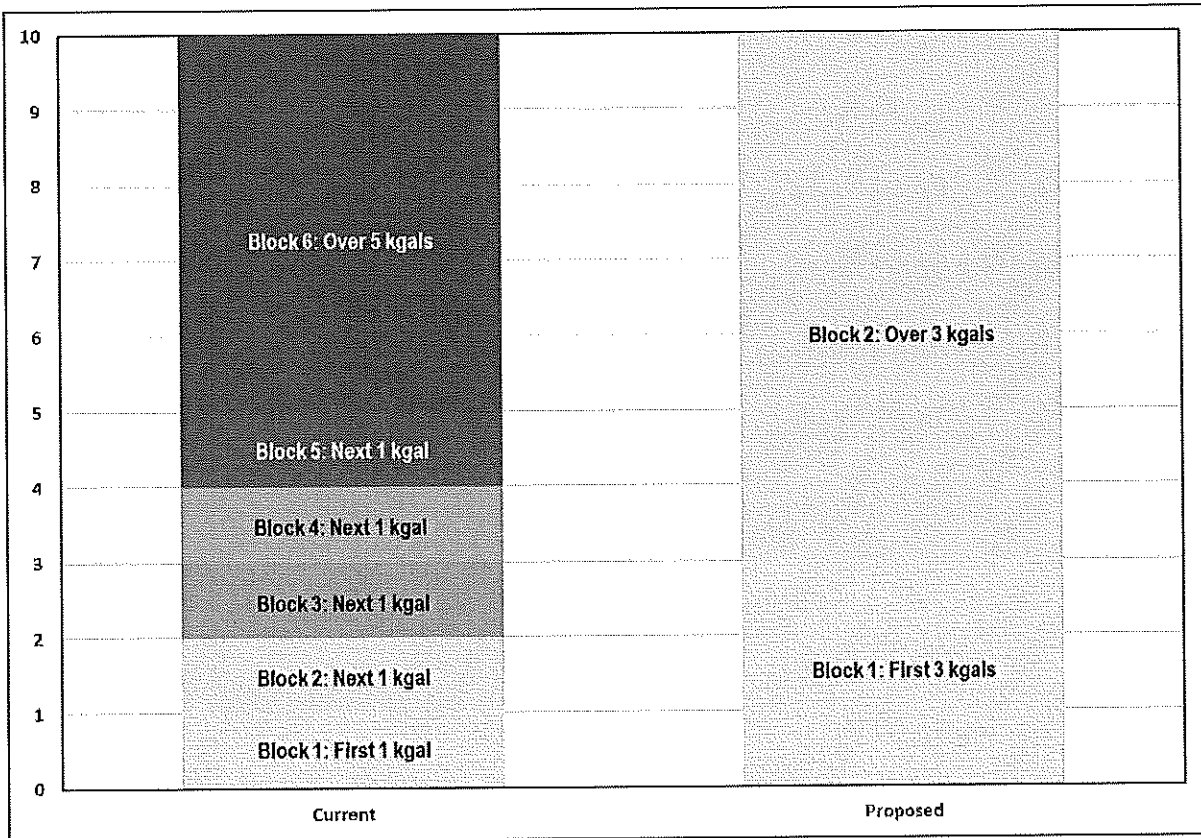 10
9
8
7
6
5
4
3
2
1
0
Block 6: Over 5 kgals
Block 5: Next 1 kgal
Block 4: Next 1 kgal
Block 3: Next 1 kgal
Block 2: Next 1 kgal
Block 1: First 1 kgal
Block 2: Over 3 kgals
Block 1: First 3 kgals
Current
Proposed